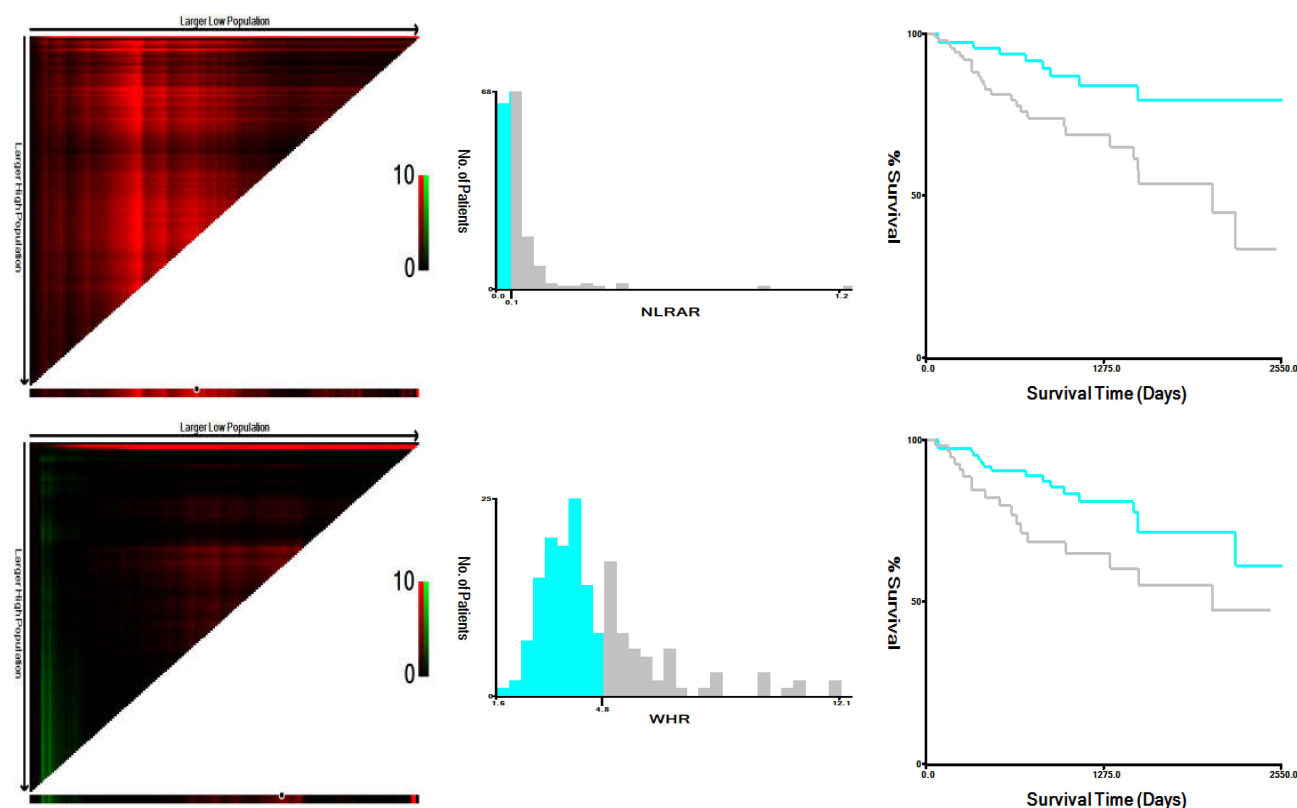 Larger Low Population
Larger High Population
10
0
68
0
No. of Patients
0.0
0.1
1.2
NLRAR
100%
50
0
% Survival
0.0
1275.0
2550.0
Survival Time (Days)
Larger Low Population
Larger High Population
10
0
25
0
No. of Patients
1.6
4.8
12.1
WHR
100%
50
0
% Survival
0.0
1275.0
2550.0
Survival Time (Days)